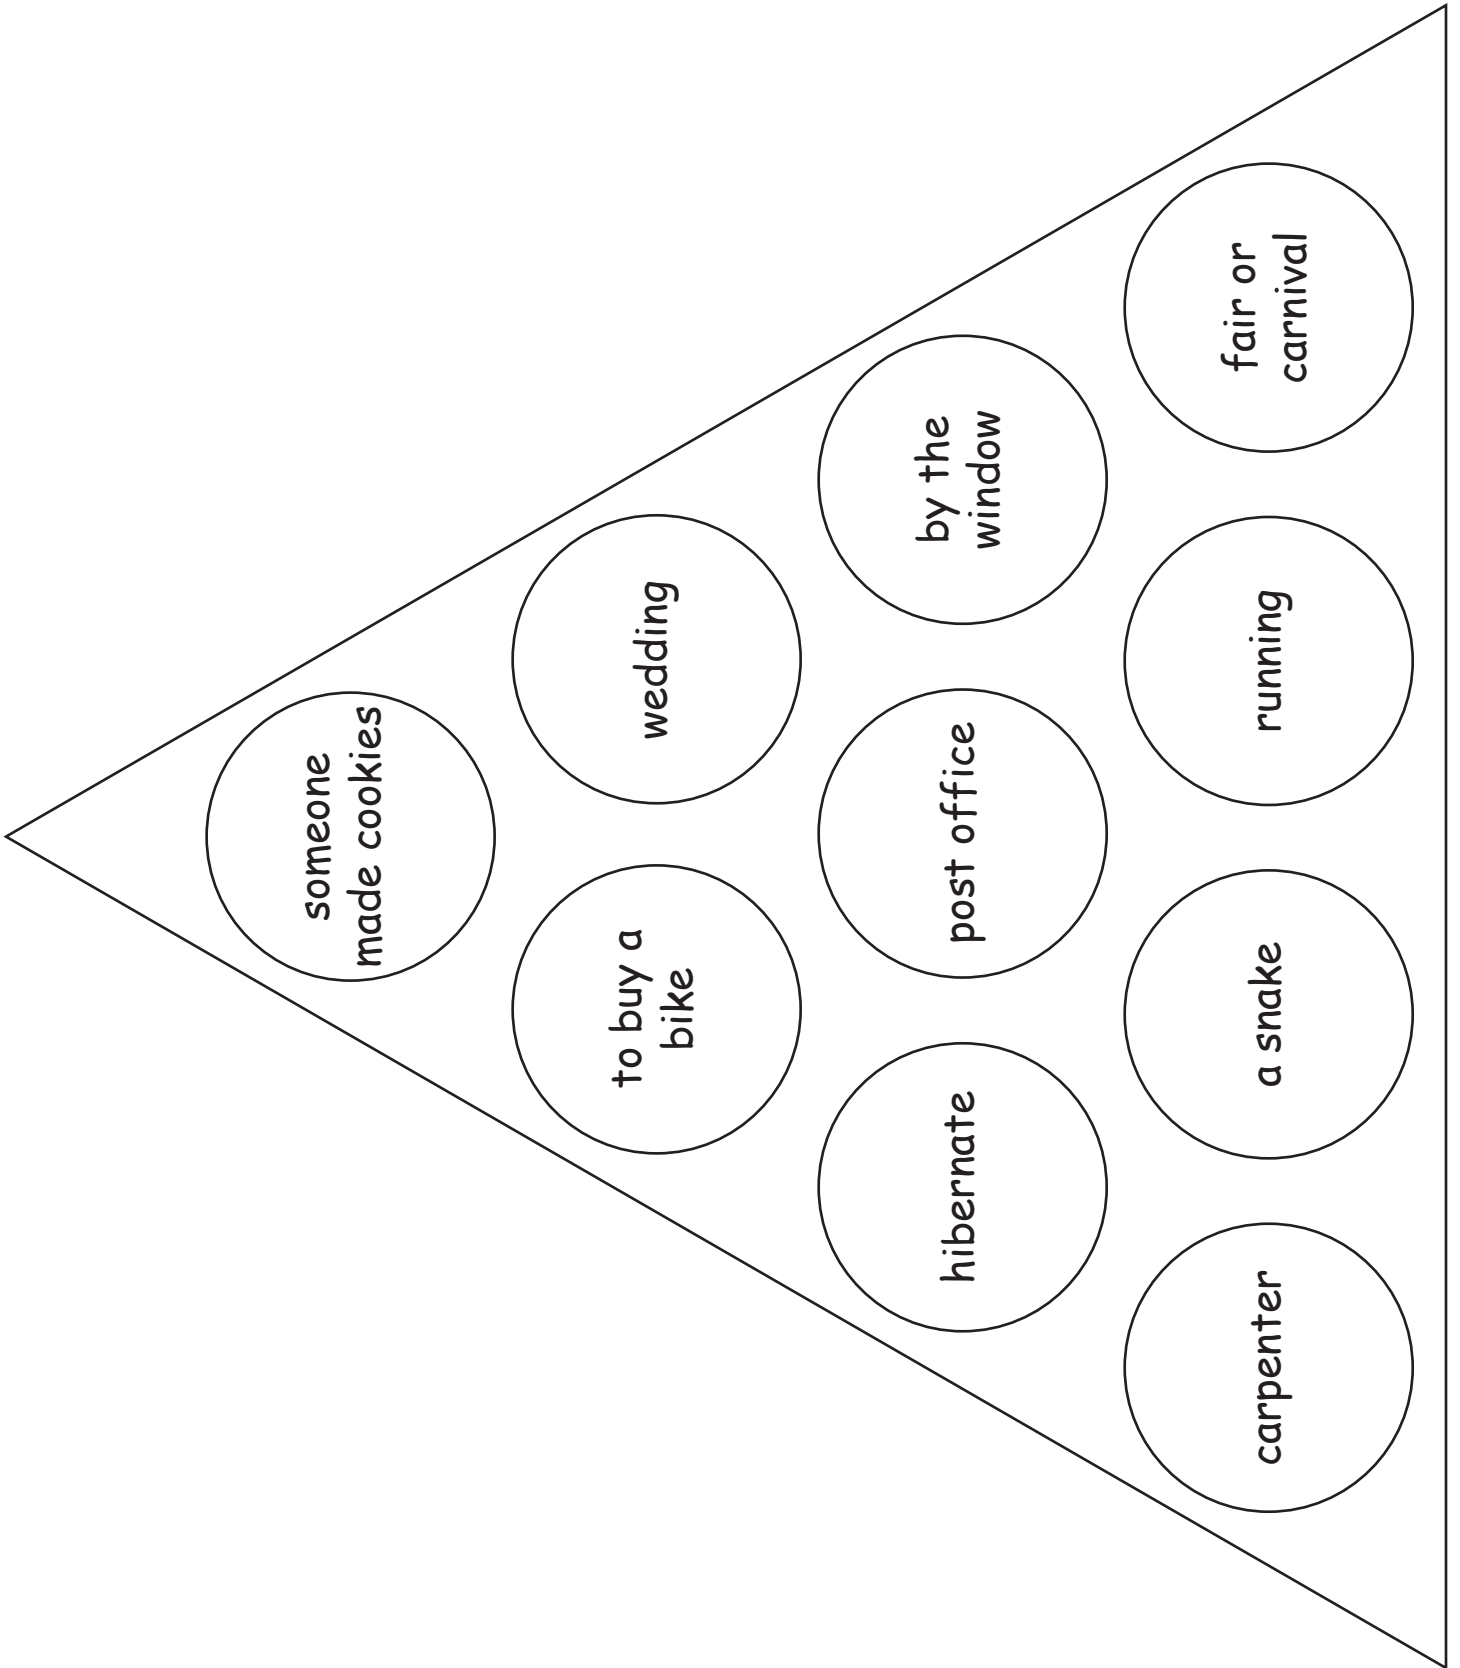 someone
made cookies
to buy a
bike
wedding
hibernate
post office
by the
window
carpenter
a snake
running
fair or
carnival